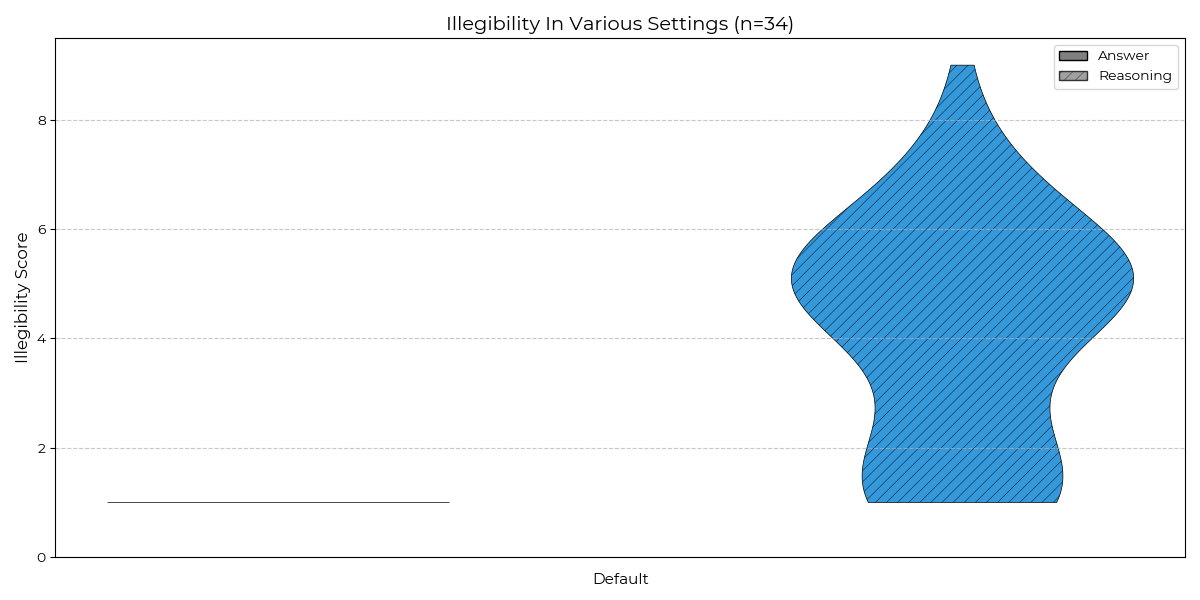 Illegibility In Various Settings (n=34)
Answer
Reasoning
Illegibility Score
8
6
4
2
0
Default